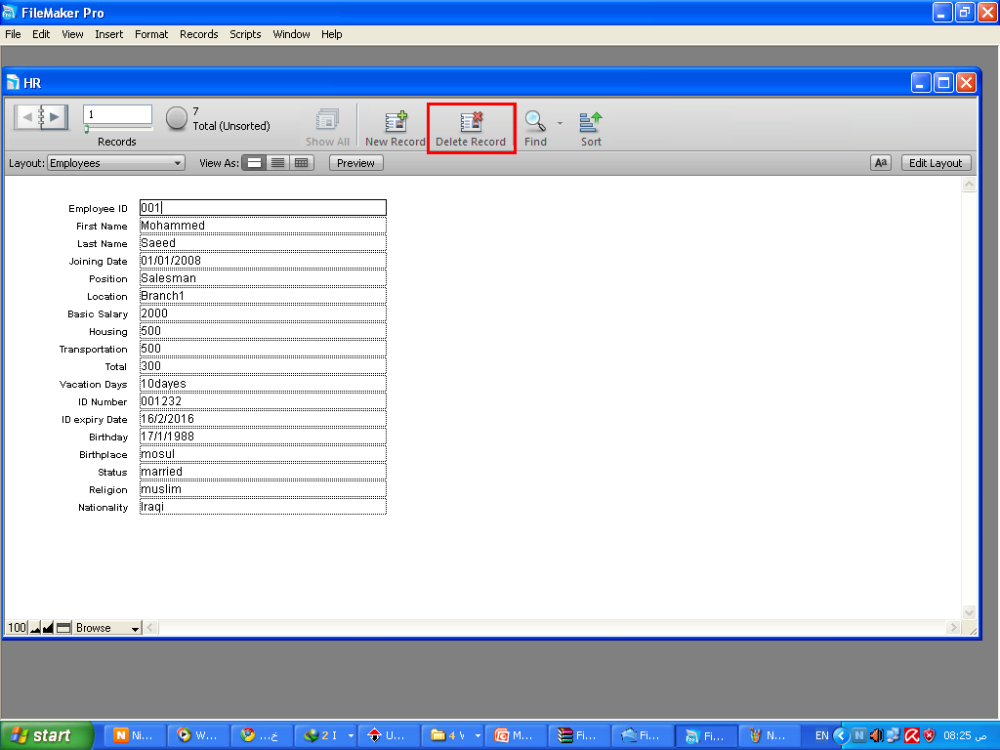 FileMaker Pro
File Edit View Insert Format Records Scripts Window Help
HR
1
7
Total (Unsorted)
Records
Show All
New Record
Delete Record
Find
Sort
Layout: Employees
View As:
Preview
Aa
Edit Layout
Employee ID 001
First Name Mohammed
Last Name Saeed
Joining Date 01/01/2008
Position Salesman
Location Branch1
Basic Salary 2000
Housing 500
Transportation 500
Total 300
Vacation Days 10dayes
ID Number 001232
ID expiry Date 16/2/2016
Birthday 17/1/1988
Birthplace mosul
Status married
Religion muslim
Nationality Iraqi
100 Browse
start N Ni... W... ...خ 2 I U... 4 M... Fi... Fi... Fi... N... EN N 08:25 ص